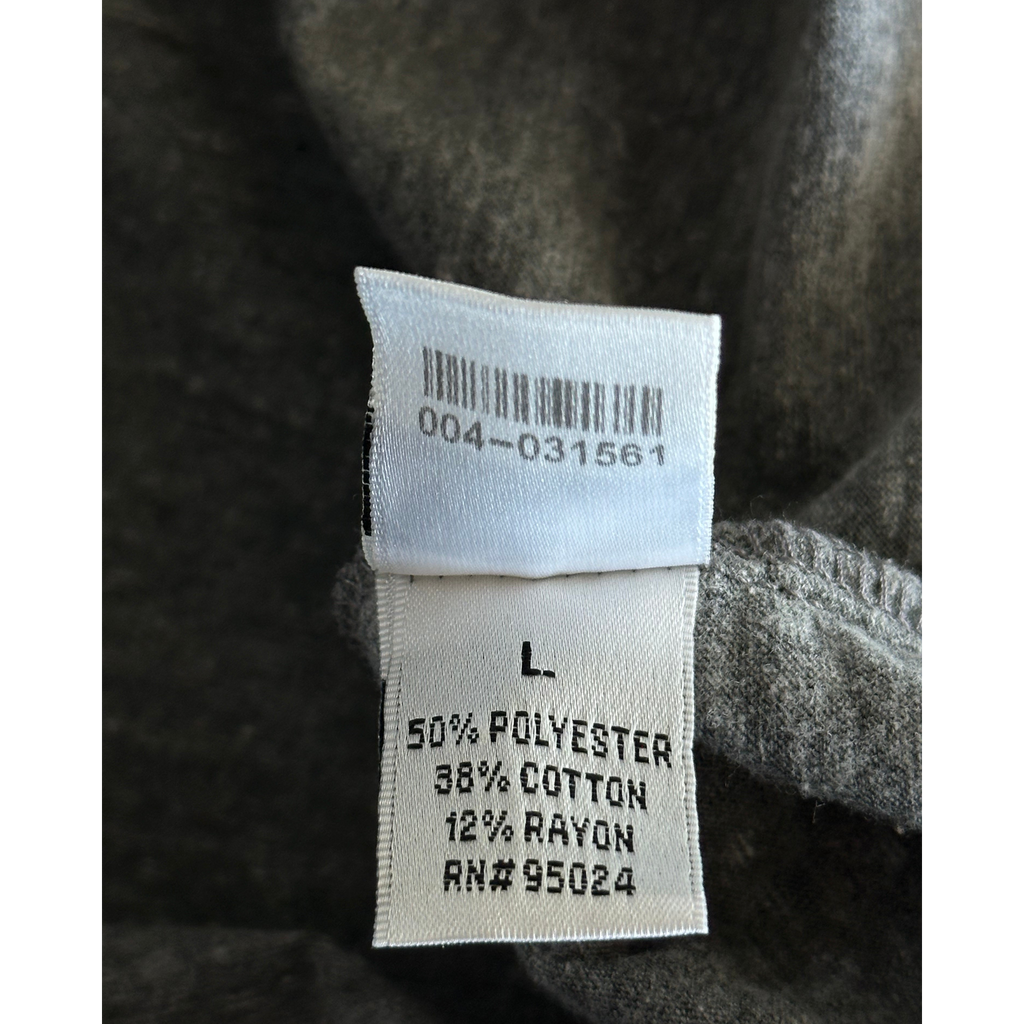 004-031561
L
50% POLYESTER
38% COTTON
12% RAYON
RN# 95024